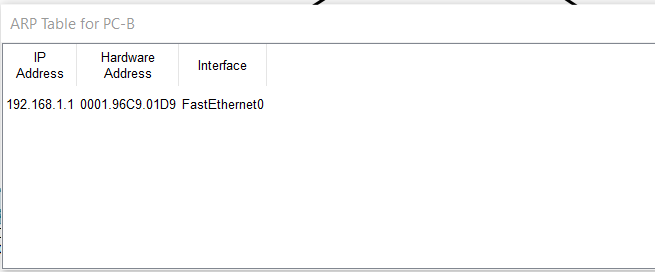 ARP Table for PC-B
IP
Address
Hardware
Address
Interface
192.168.1.1 0001.96C9.01D9 FastEthernet0